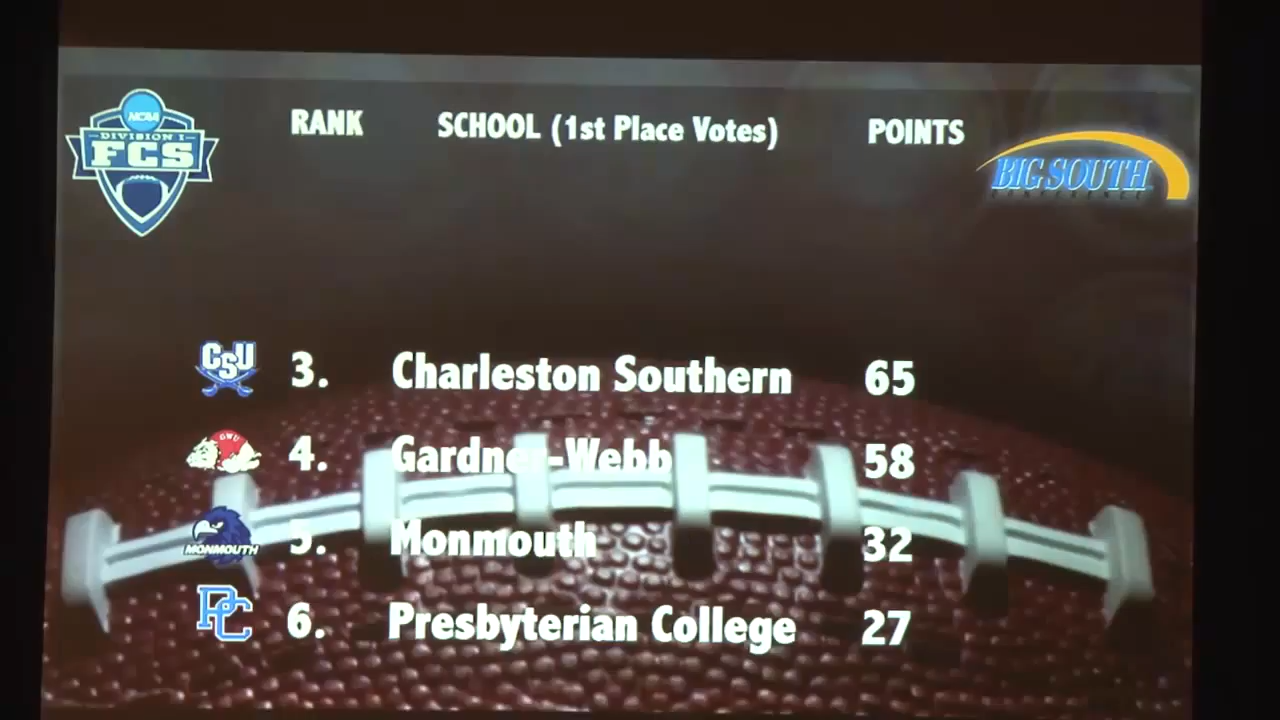 NCAA
DIVISION I
FCS
RANK SCHOOL (1st Place Votes) POINTS
BIG SOUTH
CONFERENCE
CSU 3. Charleston Southern 65
GWU 4. Gardner-Webb 58
MONMOUTH 5. Monmouth 32
PC 6. Presbyterian College 27